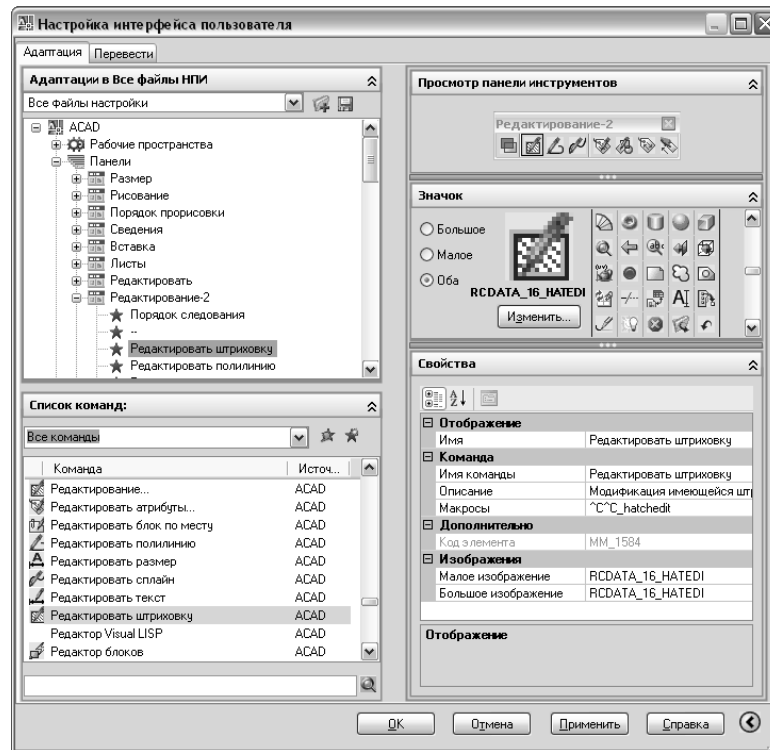 Настройка интерфейса пользователя
Адаптация Перевести
Адаптации в Все файлы НПИ
Все файлы настройки
ACAD
Рабочие пространства
Панели
Размер
Рисование
Порядок прорисовки
Сведения
Вставка
Листы
Редактировать
Редактирование-2
Порядок следования
--
Редактировать штриховку
Редактировать полилинию
Список команд:
Все команды
Команда Источ...
Редактирование... ACAD
Редактировать атрибуты... ACAD
Редактировать блок по месту ACAD
Редактировать полилинию ACAD
Редактировать размер ACAD
Редактировать сплайн ACAD
Редактировать текст ACAD
Редактировать штриховку ACAD
Редактор Visual LISP ACAD
Редактор блоков ACAD
Просмотр панели инструментов
Редактирование-2
Значок
Большое
Малое
Оба
RCDATA_16_HATEDI
Изменить...
Свойства
Отображение
Имя Редактировать штриховку
Команда
Имя команды Редактировать штриховку
Описание Модификация имеющейся штр
Макросы ^C^C_hatchedit
Дополнительно
Код элемента MM_1584
Изображения
Малое изображение RCDATA_16_HATEDI
Большое изображение RCDATA_16_HATEDI
Отображение
OK Отмена Применить Справка